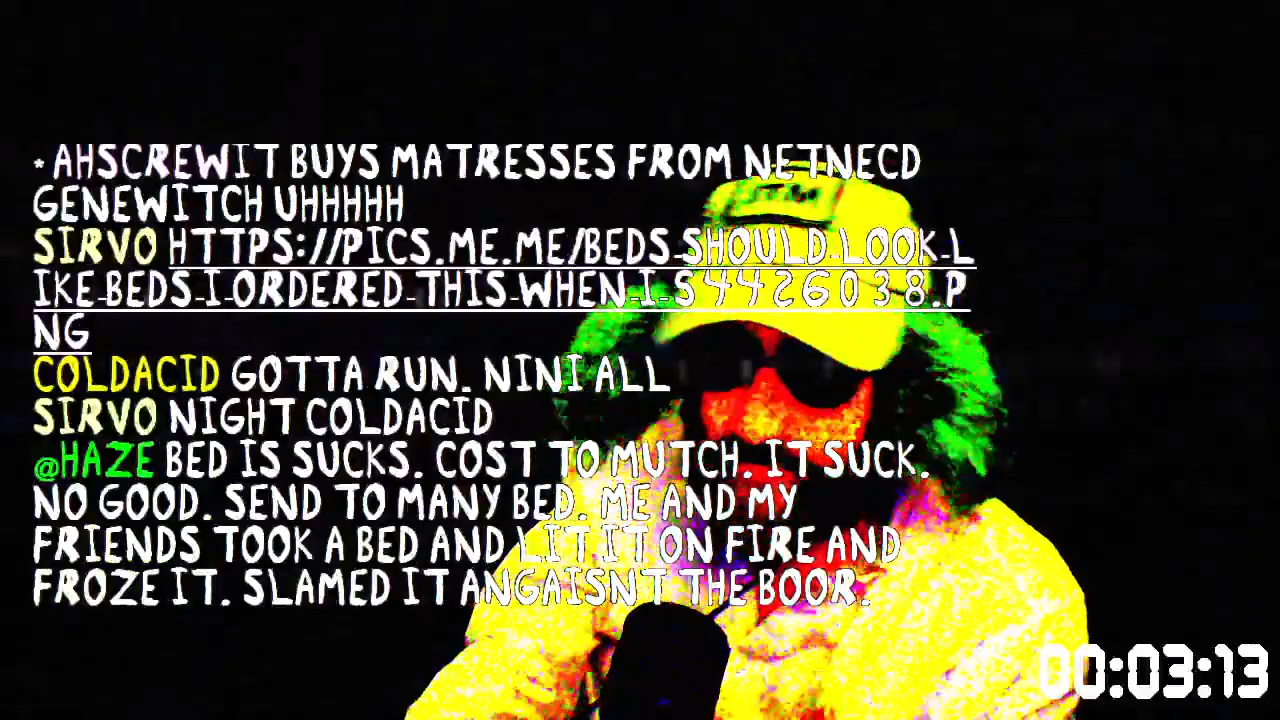 * AHSCREWIT BUYS MATRESSES FROM NETNECD
GENEWITCH UHHHHH
SIRVO HTTPS://PICS.ME.ME/BEDS-SHOULD-LOOK-L
IKE-BEDS-I-ORDERED-THIS-WHEN-I-54426038.P
NG
COLDACID GOTTA RUN. NINI ALL
SIRVO NIGHT COLDACID
@HAZE BED IS SUCKS. COST TO MUTCH. IT SUCK.
NO GOOD. SEND TO MANY BED. ME AND MY
FRIENDS TOOK A BED AND LIT IT ON FIRE AND
FROZE IT. SLAMED IT ANGAISNT THE BOOR.
00:03:13